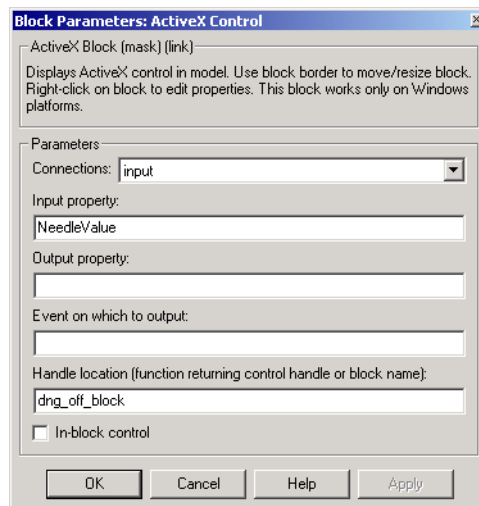 Block Parameters: ActiveX Control
ActiveX Block (mask) (link)
Displays ActiveX control in model. Use block border to move/resize block.
Right-click on block to edit properties. This block works only on Windows
platforms.
Parameters
Connections: input
Input property:
NeedleValue
Output property:
Event on which to output:
Handle location (function returning control handle or block name):
dng_off_block
In-block control
OK Cancel Help Apply